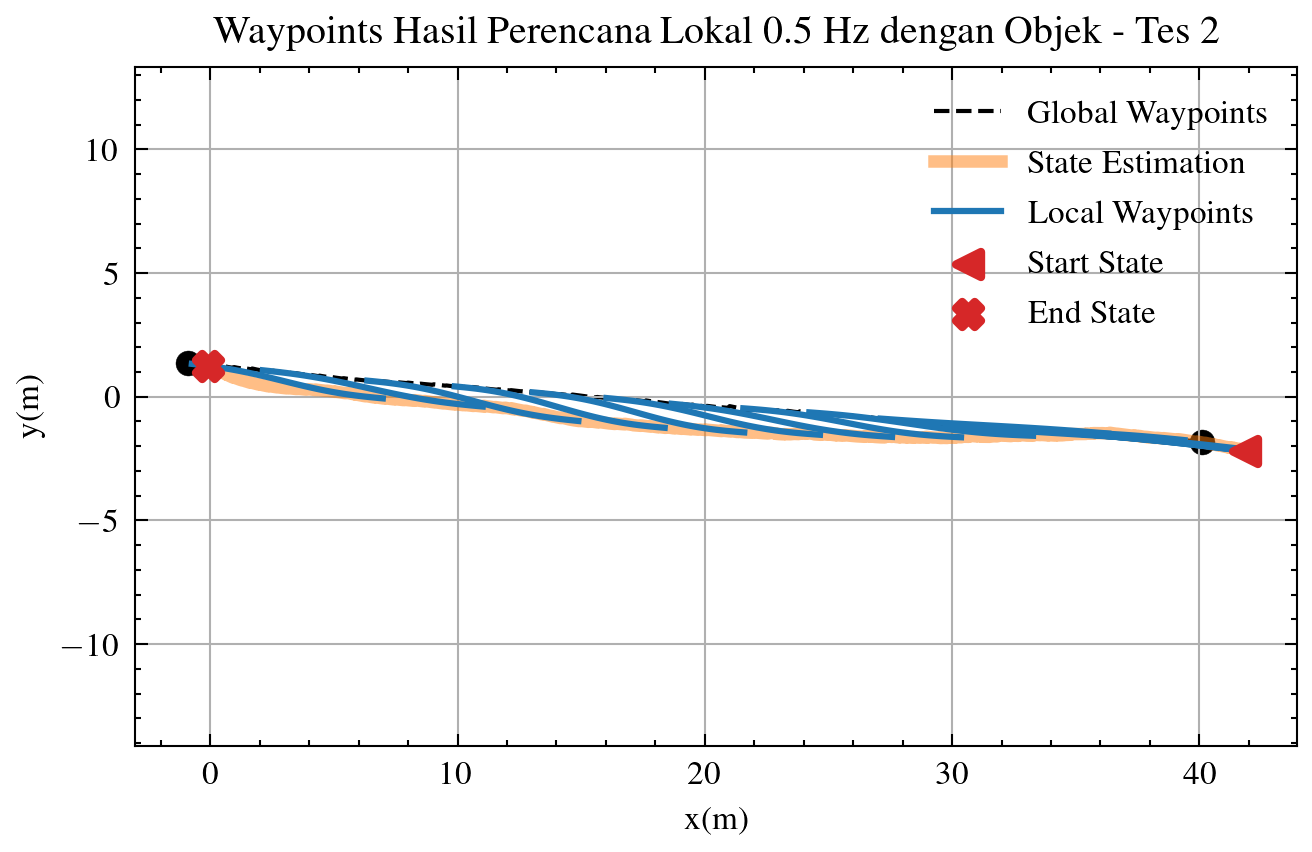 Waypoints Hasil Perencana Lokal 0.5 Hz dengan Objek - Tes 2
Global Waypoints
State Estimation
Local Waypoints
Start State
End State
y(m)
10
5
0
−5
−10
0 10 20 30 40
x(m)